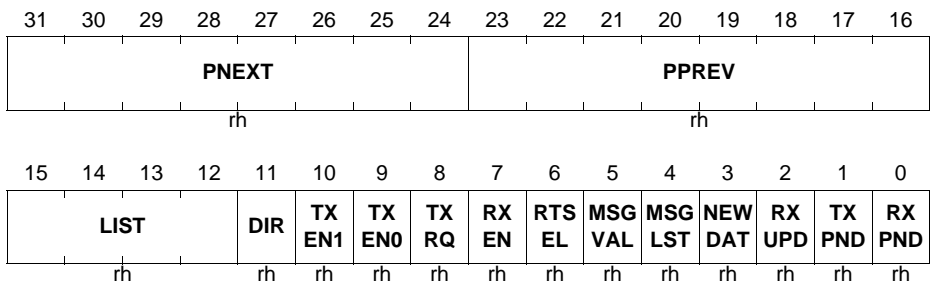 31 30 29 28 27 26 25 24 23 22 21 20 19 18 17 16
PNEXT PPREV
rh rh
15 14 13 12 11 10 9 8 7 6 5 4 3 2 1 0
LIST DIR TX EN1 TX EN0 TX RQ RX EN RTS EL MSG VAL MSG LST NEW DAT RX UPD TX PND RX PND
rh rh rh rh rh rh rh rh rh rh rh rh rh